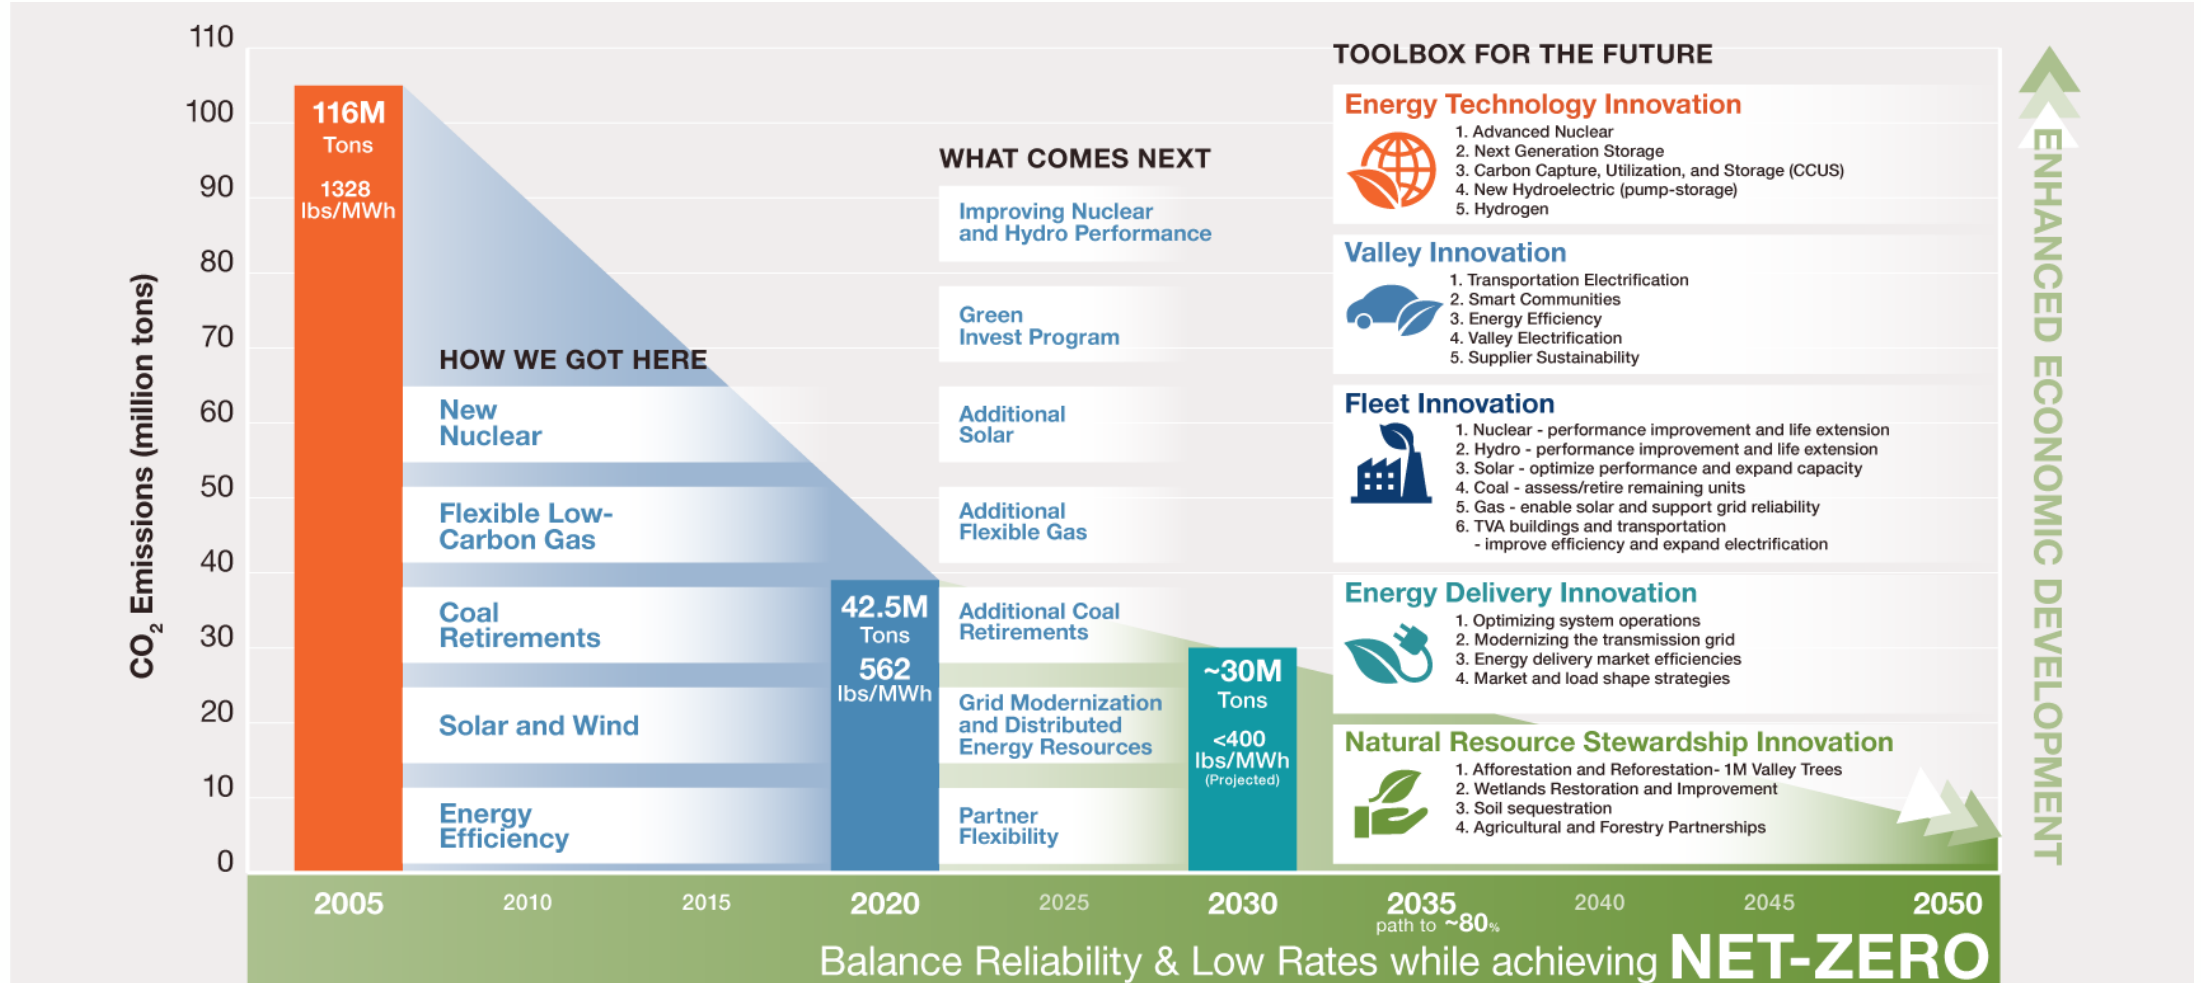 110
100
90
80
70
60
50
40
30
20
10
0
CO₂ Emissions (million tons)
116M
Tons
1328
lbs/MWh
HOW WE GOT HERE
New
Nuclear
Flexible Low-
Carbon Gas
Coal
Retirements
Solar and Wind
Energy
Efficiency
42.5M
Tons
562
lbs/MWh
WHAT COMES NEXT
Improving Nuclear
and Hydro Performance
Green
Invest Program
Additional
Solar
Additional
Flexible Gas
Additional Coal
Retirements
Grid Modernization
and Distributed
Energy Resources
Partner
Flexibility
~30M
Tons
<400
lbs/MWh
(Projected)
TOOLBOX FOR THE FUTURE
Energy Technology Innovation
1. Advanced Nuclear
2. Next Generation Storage
3. Carbon Capture, Utilization, and Storage (CCUS)
4. New Hydroelectric (pump-storage)
5. Hydrogen
Valley Innovation
1. Transportation Electrification
2. Smart Communities
3. Energy Efficiency
4. Valley Electrification
5. Supplier Sustainability
Fleet Innovation
1. Nuclear - performance improvement and life extension
2. Hydro - performance improvement and life extension
3. Solar - optimize performance and expand capacity
4. Coal - assess/retire remaining units
5. Gas - enable solar and support grid reliability
6. TVA buildings and transportation
- improve efficiency and expand electrification
Energy Delivery Innovation
1. Optimizing system operations
2. Modernizing the transmission grid
3. Energy delivery market efficiencies
4. Market and load shape strategies
Natural Resource Stewardship Innovation
1. Afforestation and Reforestation- 1M Valley Trees
2. Wetlands Restoration and Improvement
3. Soil sequestration
4. Agricultural and Forestry Partnerships
ENHANCED ECONOMIC DEVELOPMENT
2005 2010 2015 2020 2025 2030 2035 2040 2045 2050
path to ~80%
Balance Reliability & Low Rates while achieving NET-ZERO